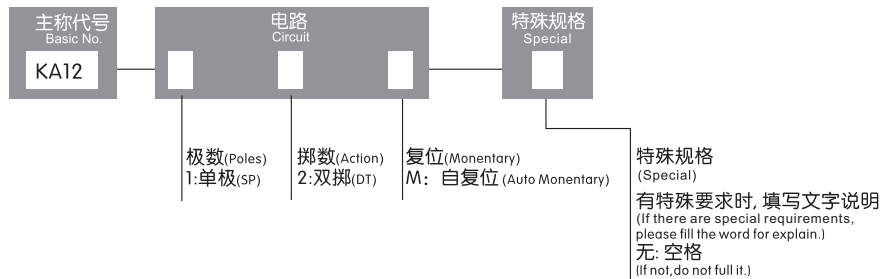 主称代号
Basic No.
KA12
电路
Circuit
特殊规格
Special
极数(Poles)
1:单极(SP)
掷数(Action)
2:双掷(DT)
复位(Monentary)
M: 自复位 (Auto Monentary)
特殊规格
(Special)
有特殊要求时, 填写文字说明
(If there are special requirements,
please fill the word for explain.)
无: 空格
(If not,do not full it.)